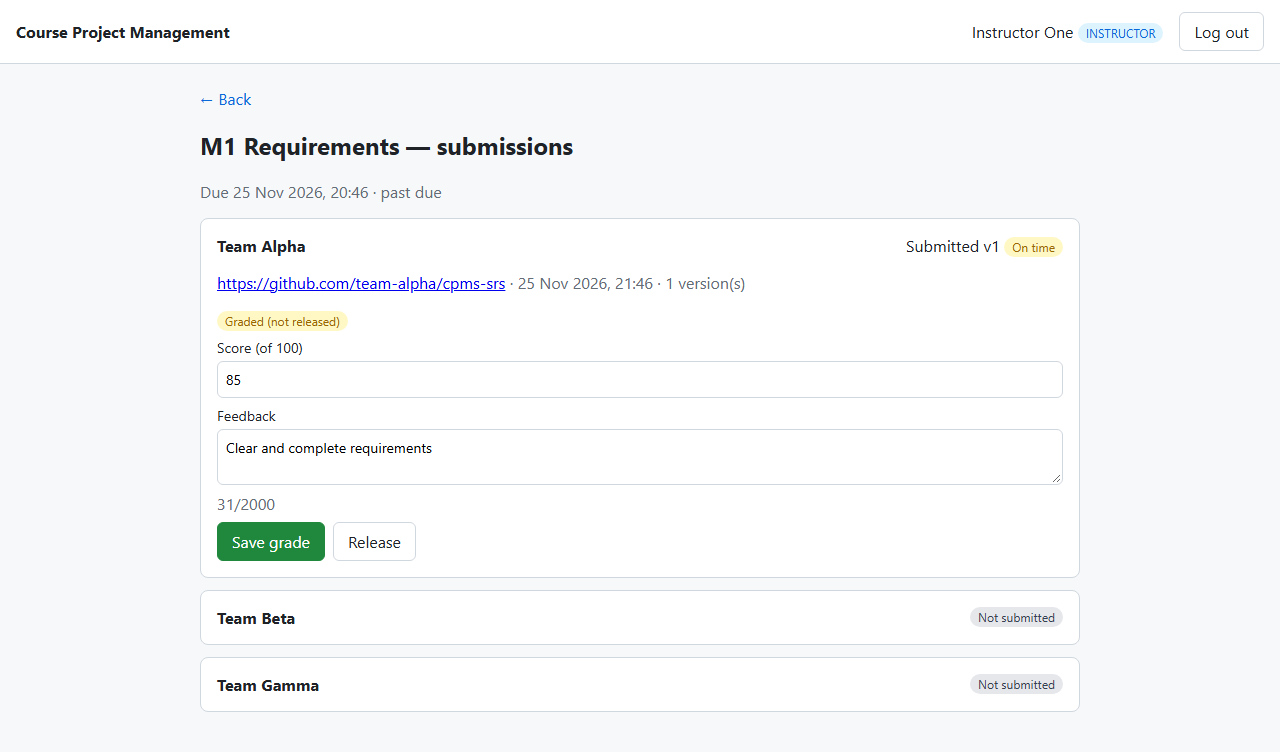 Course Project Management
Instructor One INSTRUCTOR Log out
← Back
M1 Requirements — submissions
Due 25 Nov 2026, 20:46 · past due
Team Alpha Submitted v1 On time
https://github.com/team-alpha/cpms-srs · 25 Nov 2026, 21:46 · 1 version(s)
Graded (not released)
Score (of 100)
85
Feedback
Clear and complete requirements
31/2000
Save grade Release
Team Beta Not submitted
Team Gamma Not submitted